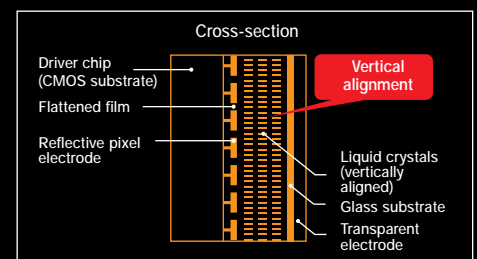 Cross-section
Driver chip
(CMOS substrate)
Flattened film
Reflective pixel
electrode
Vertical
alignment
Liquid crystals
(vertically
aligned)
Glass substrate
Transparent
electrode